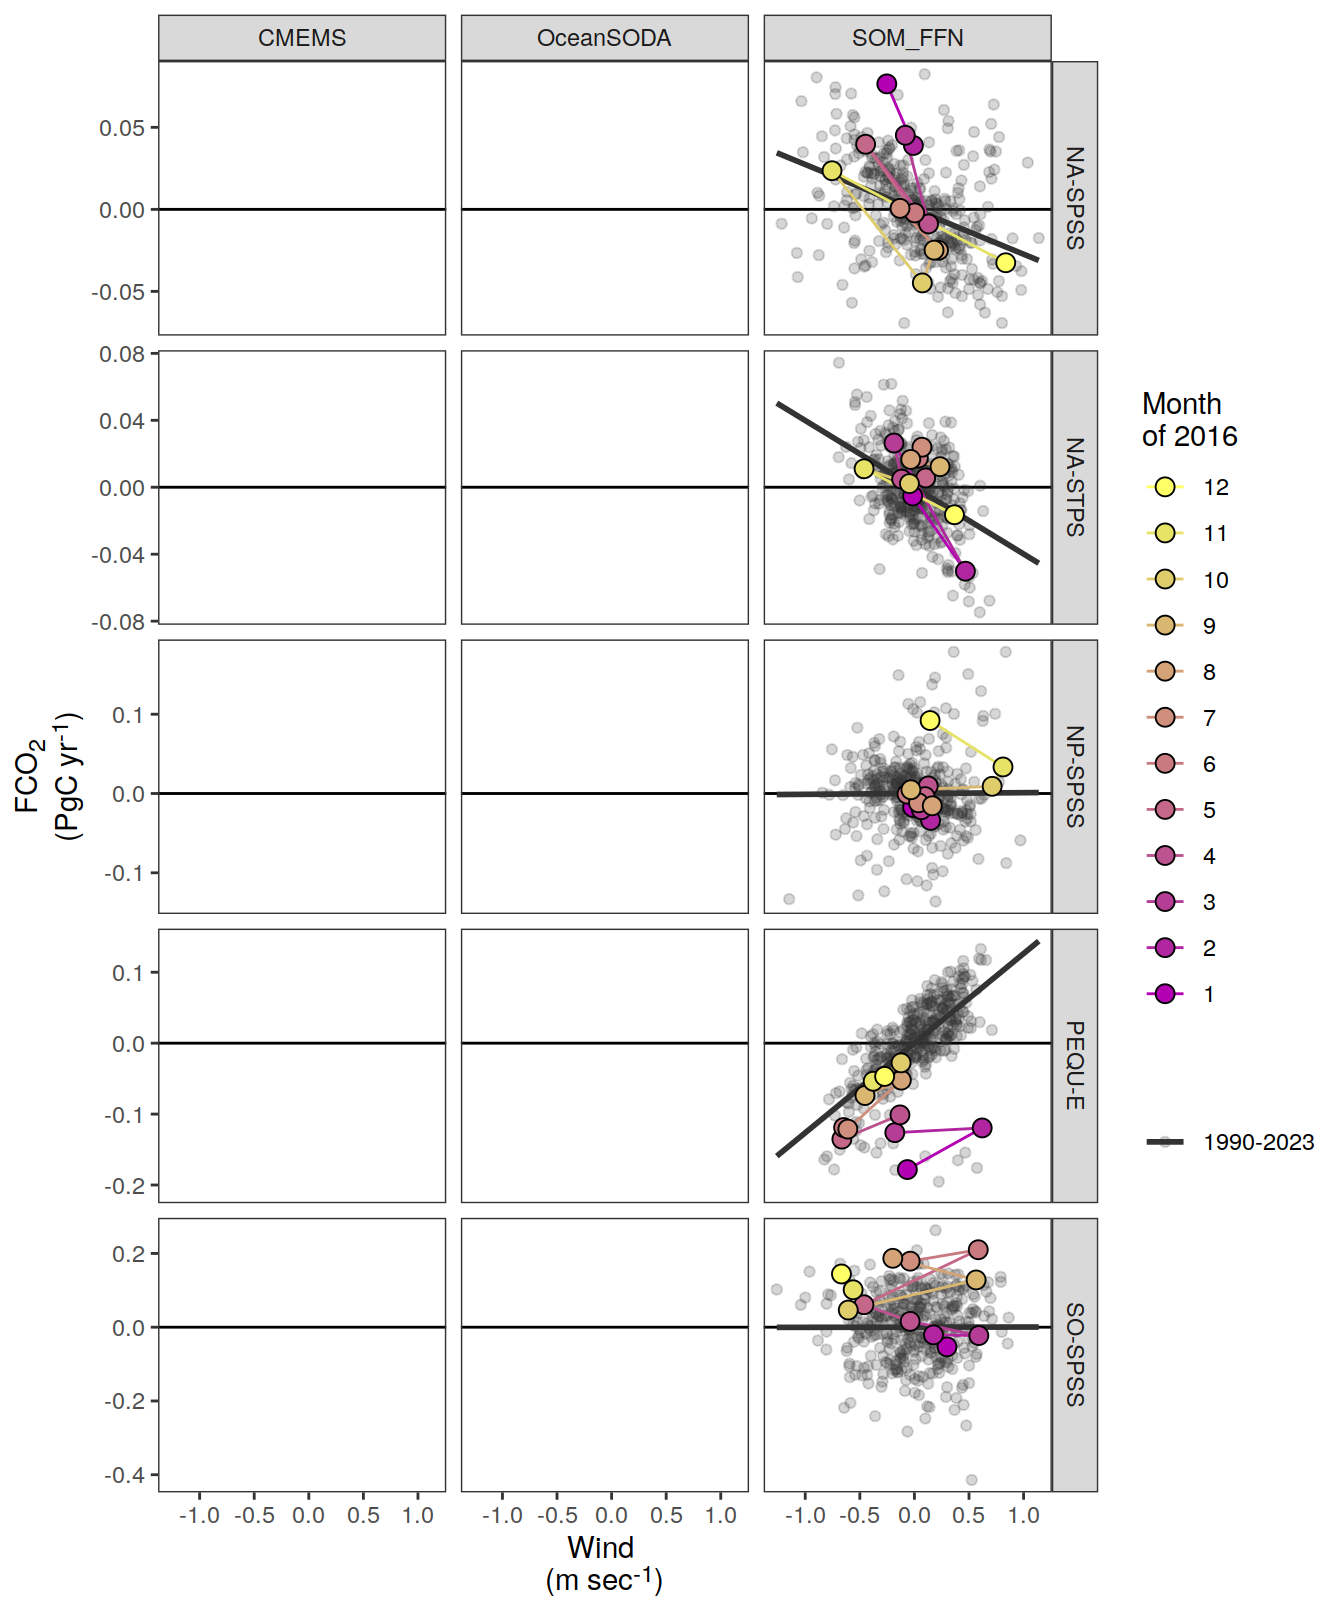 CMEMS OceanSODA SOM_FFN
0.05
0.00
-0.05
NA-SPSS
0.08
0.04
0.00
-0.04
-0.08
NA-STPS
0.1
0.0
-0.1
NP-SPSS
0.1
0.0
-0.1
-0.2
PEQU-E
0.2
0.0
-0.2
-0.4
SO-SPSS
-1.0 -0.5 0.0 0.5 1.0 -1.0 -0.5 0.0 0.5 1.0 -1.0 -0.5 0.0 0.5 1.0
Wind
(m sec⁻¹)
FCO₂
(PgC yr⁻¹)
Month
of 2016
12
11
10
9
8
7
6
5
4
3
2
1
1990-2023